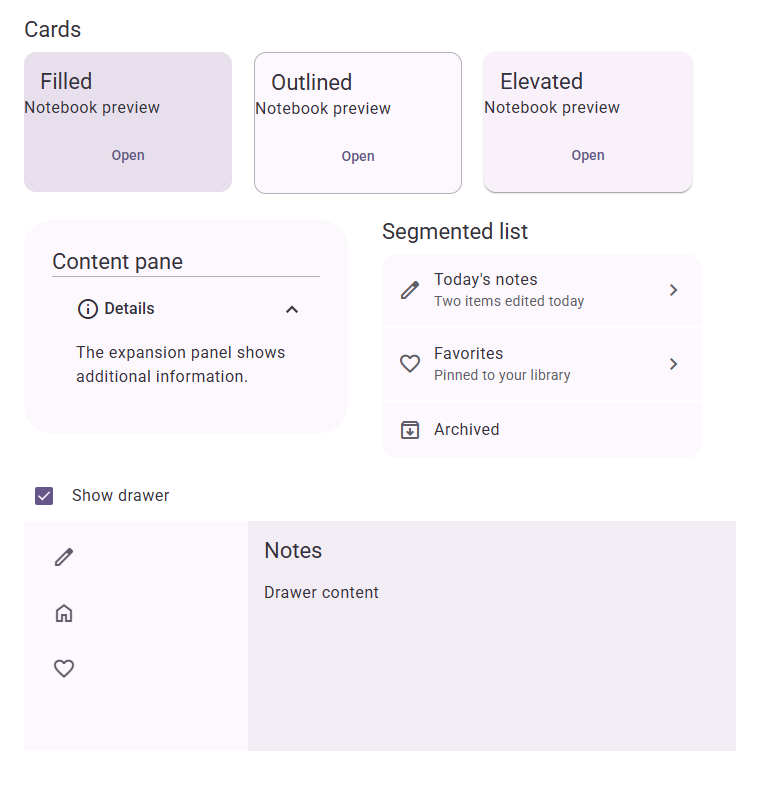 Cards
Filled
Notebook preview
Open
Outlined
Notebook preview
Open
Elevated
Notebook preview
Open
Content pane
Details
The expansion panel shows
additional information.
Segmented list
Today's notes
Two items edited today
Favorites
Pinned to your library
Archived
Show drawer
Notes
Drawer content